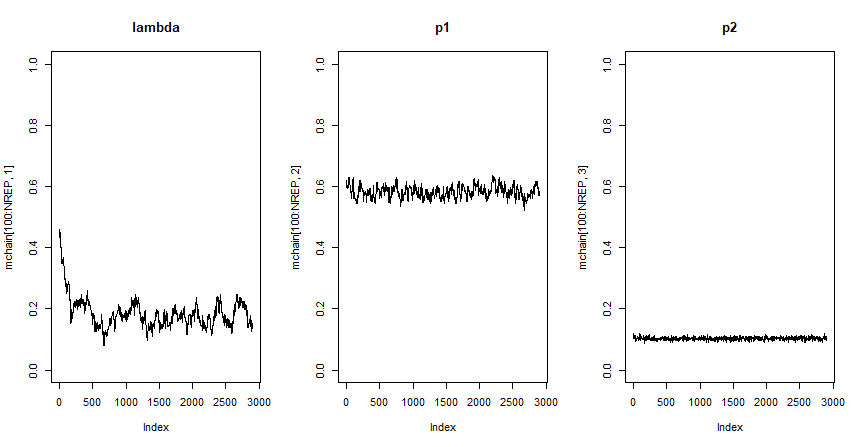 lambda
mchain[100:NREP, 1]
0.0 0.2 0.4 0.6 0.8 1.0
0 500 1000 1500 2000 2500 3000
Index
p1
mchain[100:NREP, 2]
0.0 0.2 0.4 0.6 0.8 1.0
0 500 1000 1500 2000 2500 3000
Index
p2
mchain[100:NREP, 3]
0.0 0.2 0.4 0.6 0.8 1.0
0 500 1000 1500 2000 2500 3000
Index